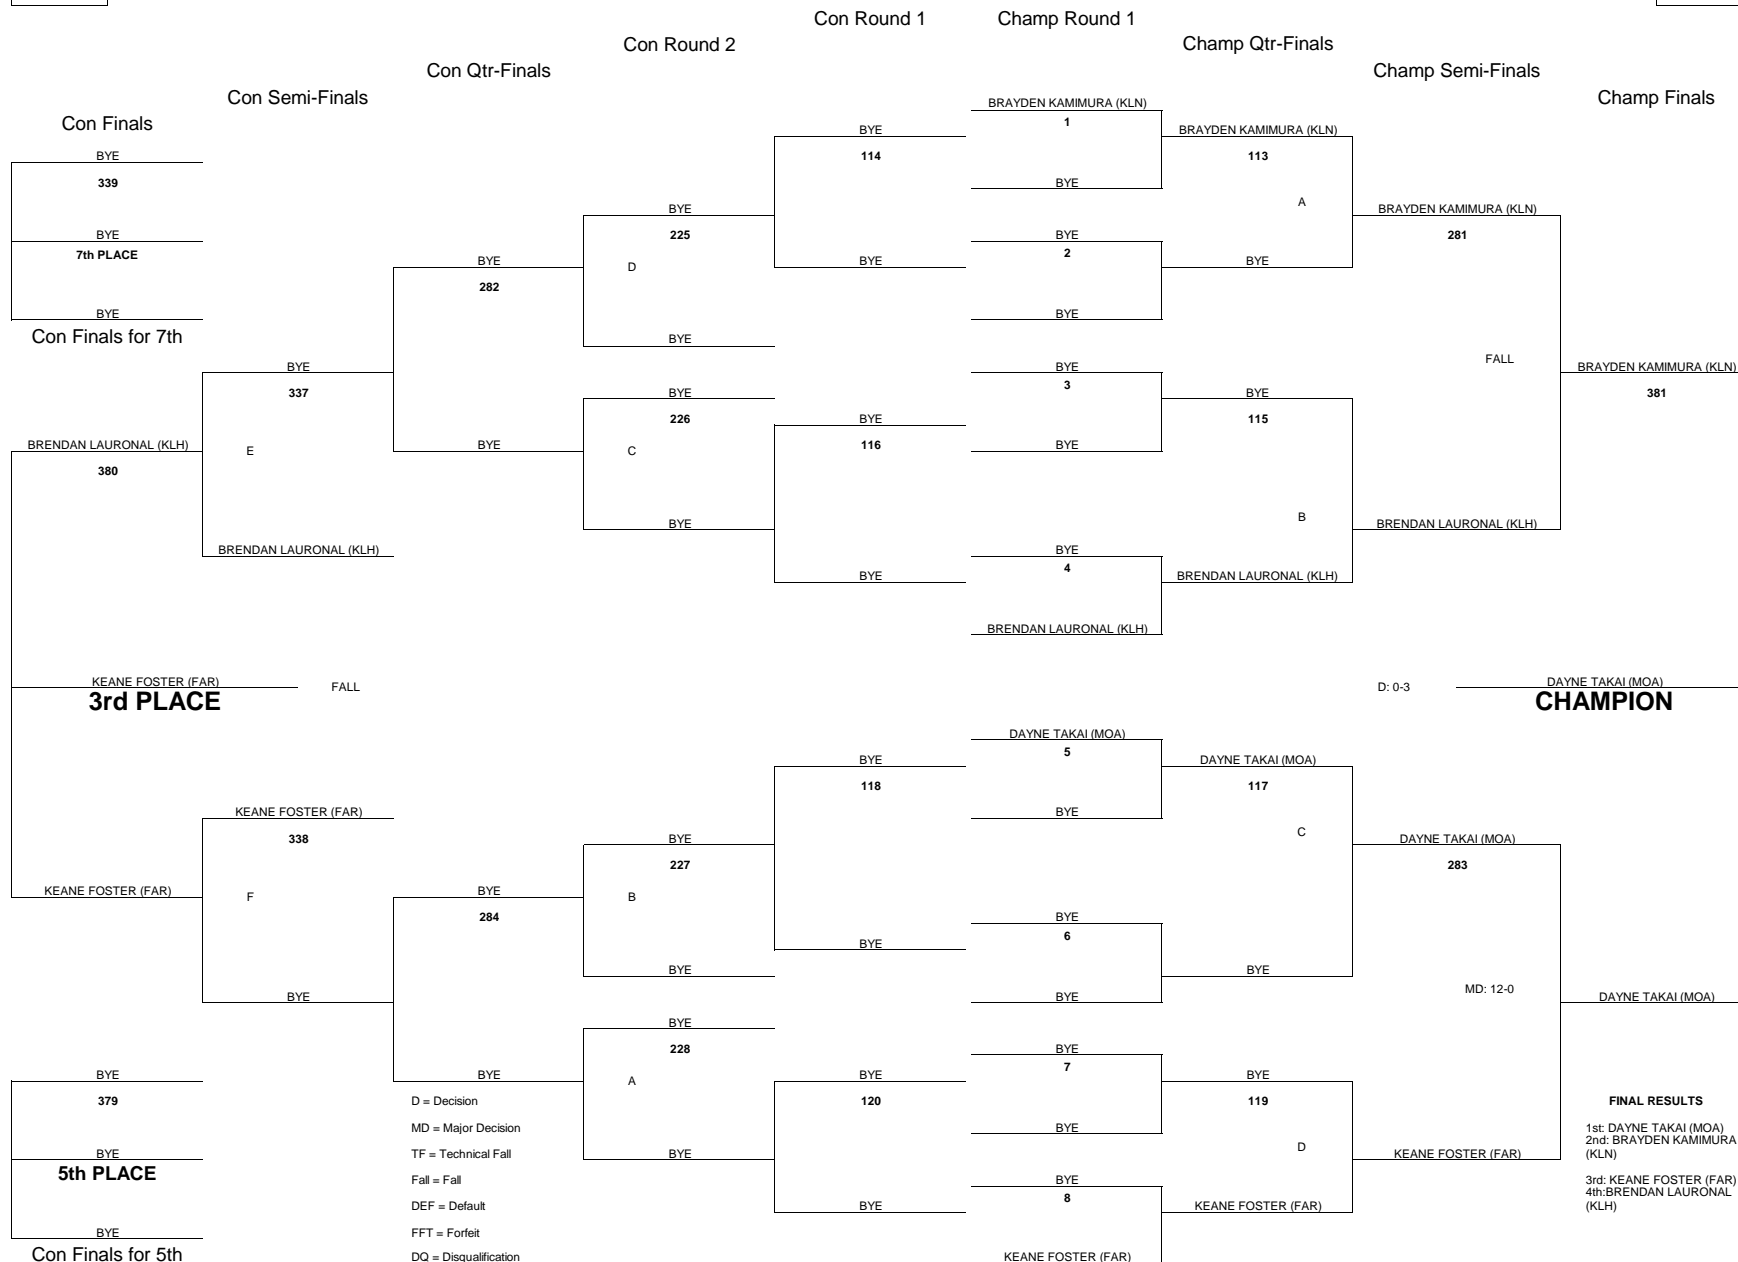 Con Round 1 Champ Round 1
Con Round 2 Champ Qtr-Finals
Con Qtr-Finals Champ Semi-Finals
Con Semi-Finals Champ Finals
BRAYDEN KAMIMURA (KLN)
Con Finals 1
BYE BRAYDEN KAMIMURA (KLN)
BYE 114 113
339 BYE
A
BYE BRAYDEN KAMIMURA (KLN)
BYE 225 BYE 281
7th PLACE 2
BYE D BYE BYE
282
BYE BYE
Con Finals for 7th BYE
FALL
BYE BYE BRAYDEN KAMIMURA (KLN)
3
337 BYE BYE 381
226 BYE 115
BRENDAN LAURONAL (KLH) E BYE C 116 BYE
380
B
BYE BRENDAN LAURONAL (KLH)
BRENDAN LAURONAL (KLH) BYE
4
BYE BRENDAN LAURONAL (KLH)
BRENDAN LAURONAL (KLH)
KEANE FOSTER (FAR) FALL D: 0-3 DAYNE TAKAI (MOA)
3rd PLACE CHAMPION
DAYNE TAKAI (MOA)
5
BYE DAYNE TAKAI (MOA)
118 117
KEANE FOSTER (FAR) BYE
338 C
BYE DAYNE TAKAI (MOA)
227 283
KEANE FOSTER (FAR) F BYE B
284 BYE
6
BYE
BYE BYE
MD: 12-0
BYE BYE DAYNE TAKAI (MOA)
BYE
228 BYE
7
BYE BYE A BYE BYE
379 D = Decision 120 119 FINAL RESULTS
MD = Major Decision BYE 1st: DAYNE TAKAI (MOA)
D 2nd: BRAYDEN KAMIMURA
BYE TF = Technical Fall BYE KEANE FOSTER (FAR) (KLN)
5th PLACE
Fall = Fall BYE 3rd: KEANE FOSTER (FAR)
8 4th:BRENDAN LAURONAL
DEF = Default BYE KEANE FOSTER (FAR) (KLH)
BYE FFT = Forfeit
Con Finals for 5th DQ = Disqualification KEANE FOSTER (FAR)